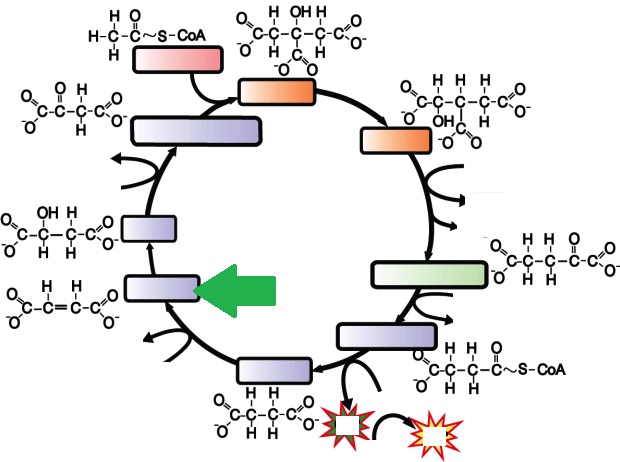 H O
H–C–C~S–CoA
H
H OH H
O O
C–C–C–C–C
⁻O H C H O⁻
⁻O O
H H
O O
C–C–C–C–C
⁻O OH C H O⁻
⁻O
O
O O H O
C–C–C–C
⁻O H O⁻
OH H
O O
C–C–C–C
⁻O H H O⁻
H H O O
O
C–C–C–C–C
⁻O H H O⁻
H H
O O
C–C=C–C
⁻O O⁻
H H O
O
C–C–C–C~S–CoA
⁻O H H
H H
O O
C–C–C–C
⁻O H H O⁻